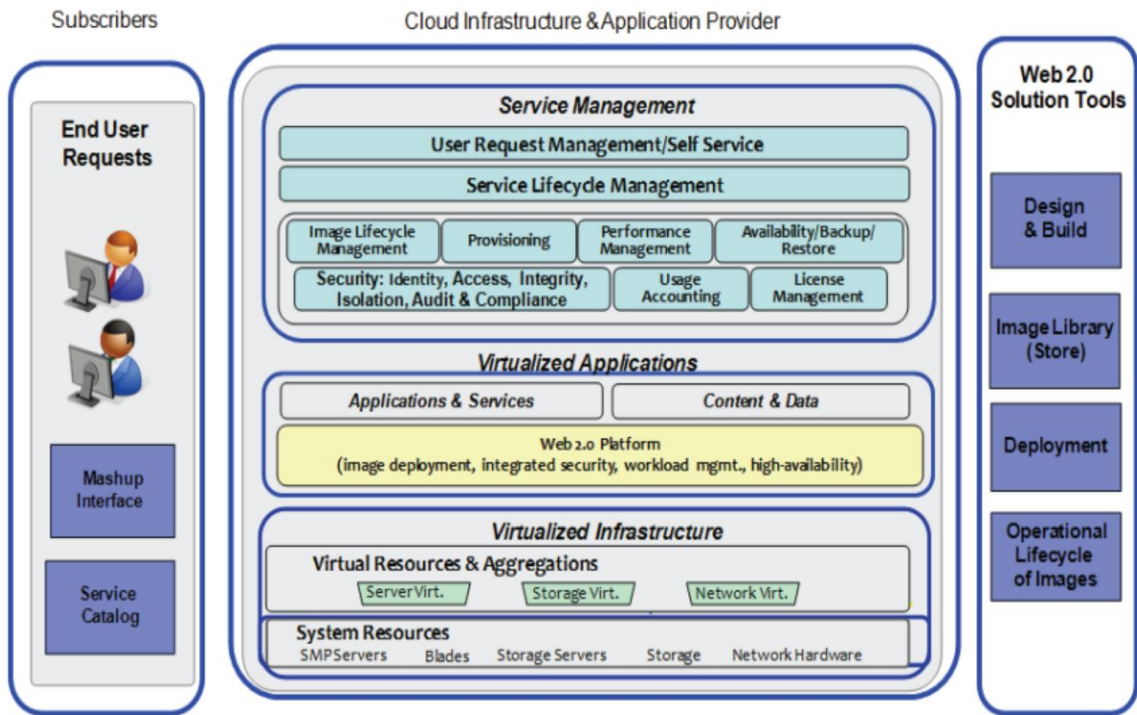 Subscribers
Cloud Infrastructure & Application Provider
End User
Requests
Mashup
Interface
Service
Catalog
Service Management
User Request Management/Self Service
Service Lifecycle Management
Image Lifecycle
Management
Provisioning
Performance
Management
Availability/Backup/
Restore
Security: Identity, Access, Integrity,
Isolation, Audit & Compliance
Usage
Accounting
License
Management
Virtualized Applications
Applications & Services
Content & Data
Web 2.0 Platform
(image deployment, integrated security, workload mgmt., high-availability)
Virtualized Infrastructure
Virtual Resources & Aggregations
Server Virt.
Storage Virt.
Network Virt.
System Resources
SMP Servers
Blades
Storage Servers
Storage
Network Hardware
Web 2.0
Solution Tools
Design
& Build
Image Library
(Store)
Deployment
Operational
Lifecycle
of Images